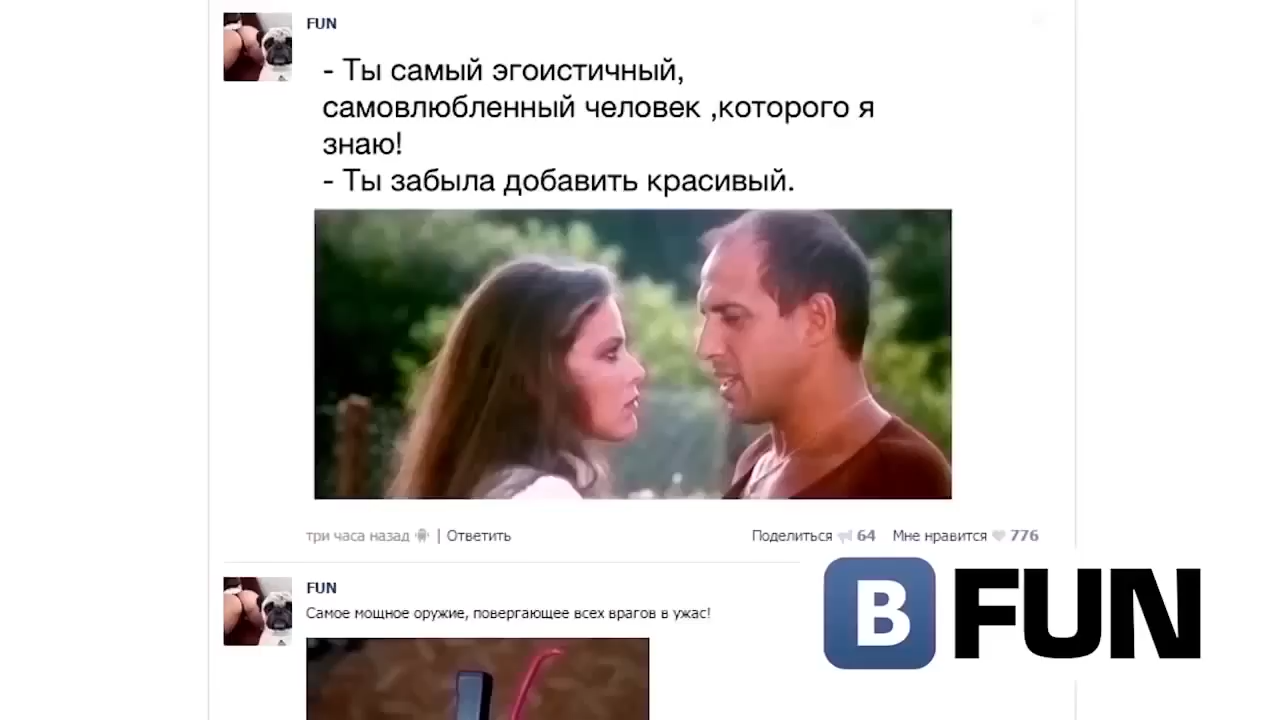 FUN
- Ты самый эгоистичный,
самовлюбленный человек ,которого я
знаю!
- Ты забыла добавить красивый.
три часа назад | Ответить
Поделиться 64 Мне нравится 776
FUN
Самое мощное оружие, повергающее всех врагов в ужас!
В FUN